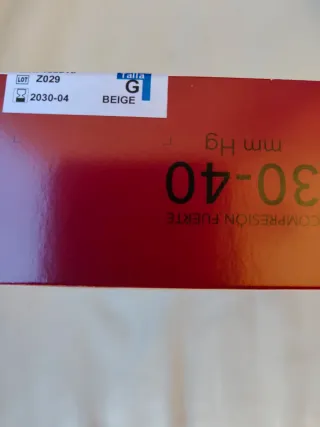 LOT Z029
2030-04
Talla
G
BEIGE
COMPRESIÓN FUERTE
30-40
mm Hg